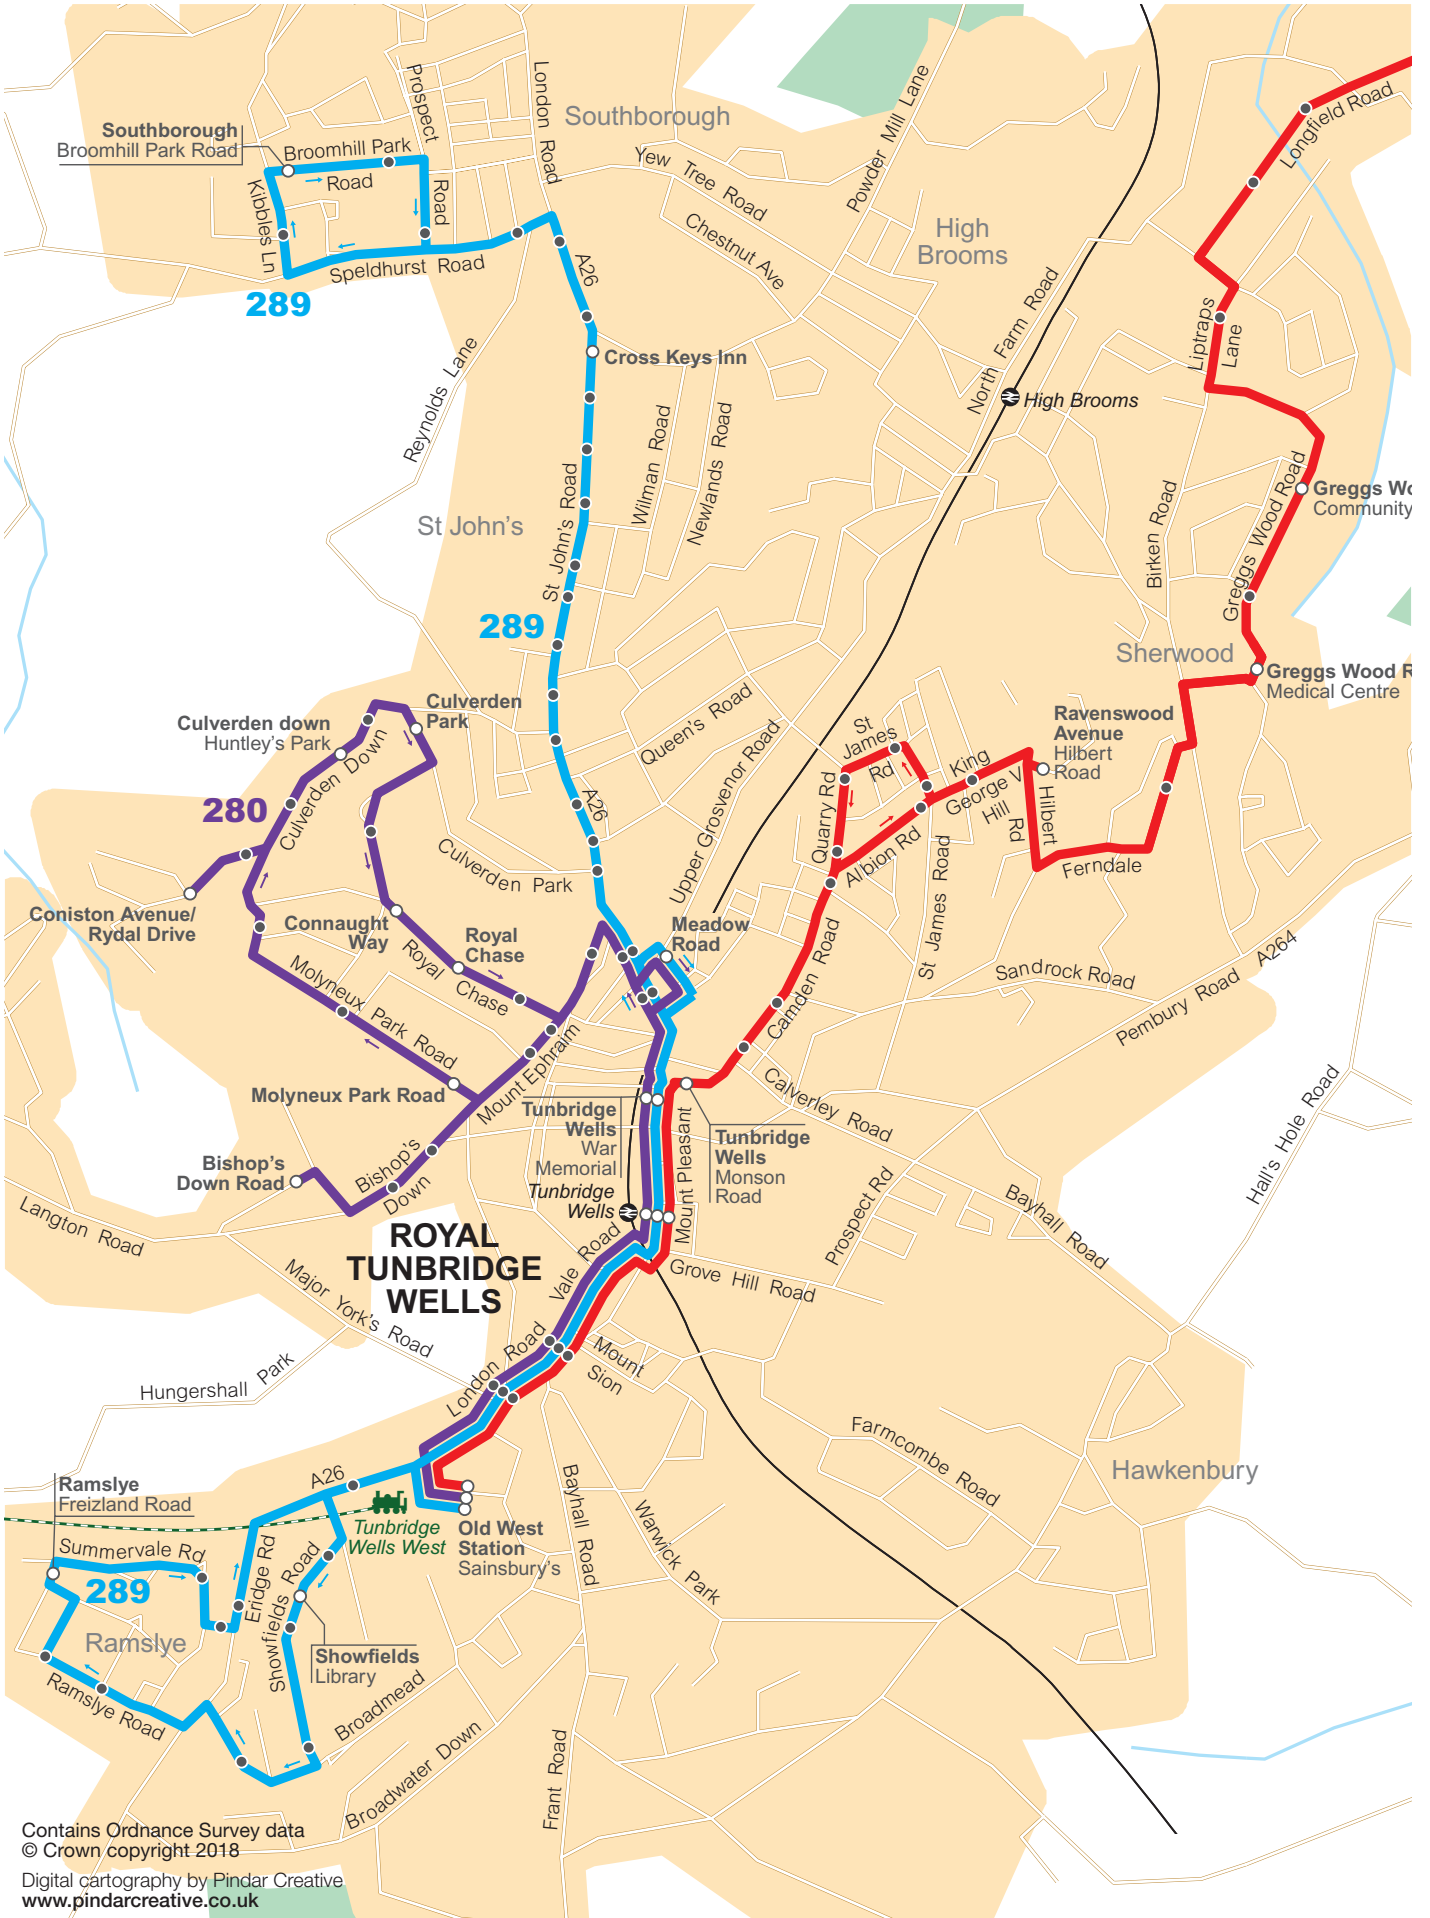 Southborough
Broomhill Park Road
Broomhill Park
Road
Prospect
Road
London Road
Southborough
Kibbles Ln
Speldhurst Road
289
A26
Yew Tree Road
Chestnut Ave
Powder Mill Lane
High
Brooms
Longfield Road
North Farm Road
Liptraps
Lane
Cross Keys Inn
High Brooms
Reynolds Lane
Wilman Road
Newlands Road
St John's
St John's Road
Birken Road
Greggs Wood Road
Greggs Wo
Community
289
Sherwood
Greggs Wood R
Medical Centre
Culverden down
Huntley's Park
Culverden
Park
Culverden Down
280
Queen's Road
Upper Grosvenor Road
A26
St
James
Rd
Quarry Rd
Albion Rd
King
George V
Hill
Ravenswood
Avenue
Hilbert
Road
Hilbert
Rd
Ferndale
Culverden Park
Coniston Avenue/
Rydal Drive
Connaught
Way
Royal
Chase
Royal
Chase
Meadow
Road
St James Road
Camden Road
Sandrock Road
Pembury Road A264
Molyneux Park Road
Molyneux Park Road
Mount Ephraim
Calverley Road
Tunbridge
Wells
War
Memorial
Tunbridge
Wells
Monson
Road
Mount Pleasant
Tunbridge
Wells
Bishop's
Down Road
Bishop's
Down
Langton Road
ROYAL
TUNBRIDGE
WELLS
Vale Road
Grove Hill Road
Prospect Rd
Bayhall Road
Hall's Hole Road
Major York's Road
Hungershall Park
London Road
Mount
Sion
Farmcombe Road
Hawkenbury
Ramslye
Freizland Road
A26
Tunbridge
Wells West
Old West
Station
Sainsbury's
Bayhall Road
Warwick Park
Summervale Rd
289
Eridge Rd
Showfields Road
Ramslye
Showfields
Library
Ramslye Road
Broadmead
Broadwater Down
Frant Road
Contains Ordnance Survey data
© Crown copyright 2018
Digital cartography by Pindar Creative
www.pindarcreative.co.uk